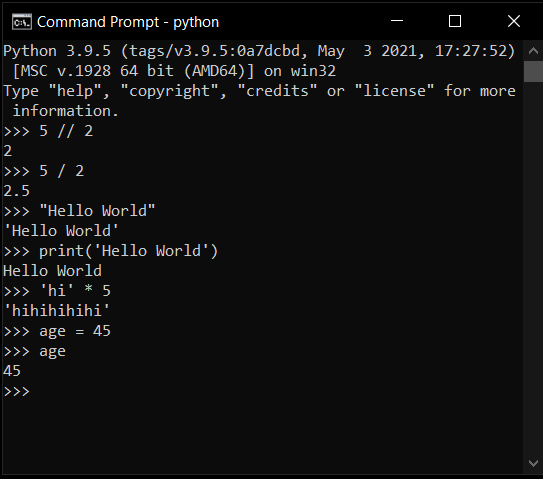 Command Prompt - python
Python 3.9.5 (tags/v3.9.5:0a7dcbd, May  3 2021, 17:27:52)
 [MSC v.1928 64 bit (AMD64)] on win32
Type "help", "copyright", "credits" or "license" for more
 information.
>>> 5 // 2
2
>>> 5 / 2
2.5
>>> "Hello World"
'Hello World'
>>> print('Hello World')
Hello World
>>> 'hi' * 5
'hihihihihi'
>>> age = 45
>>> age
45
>>>